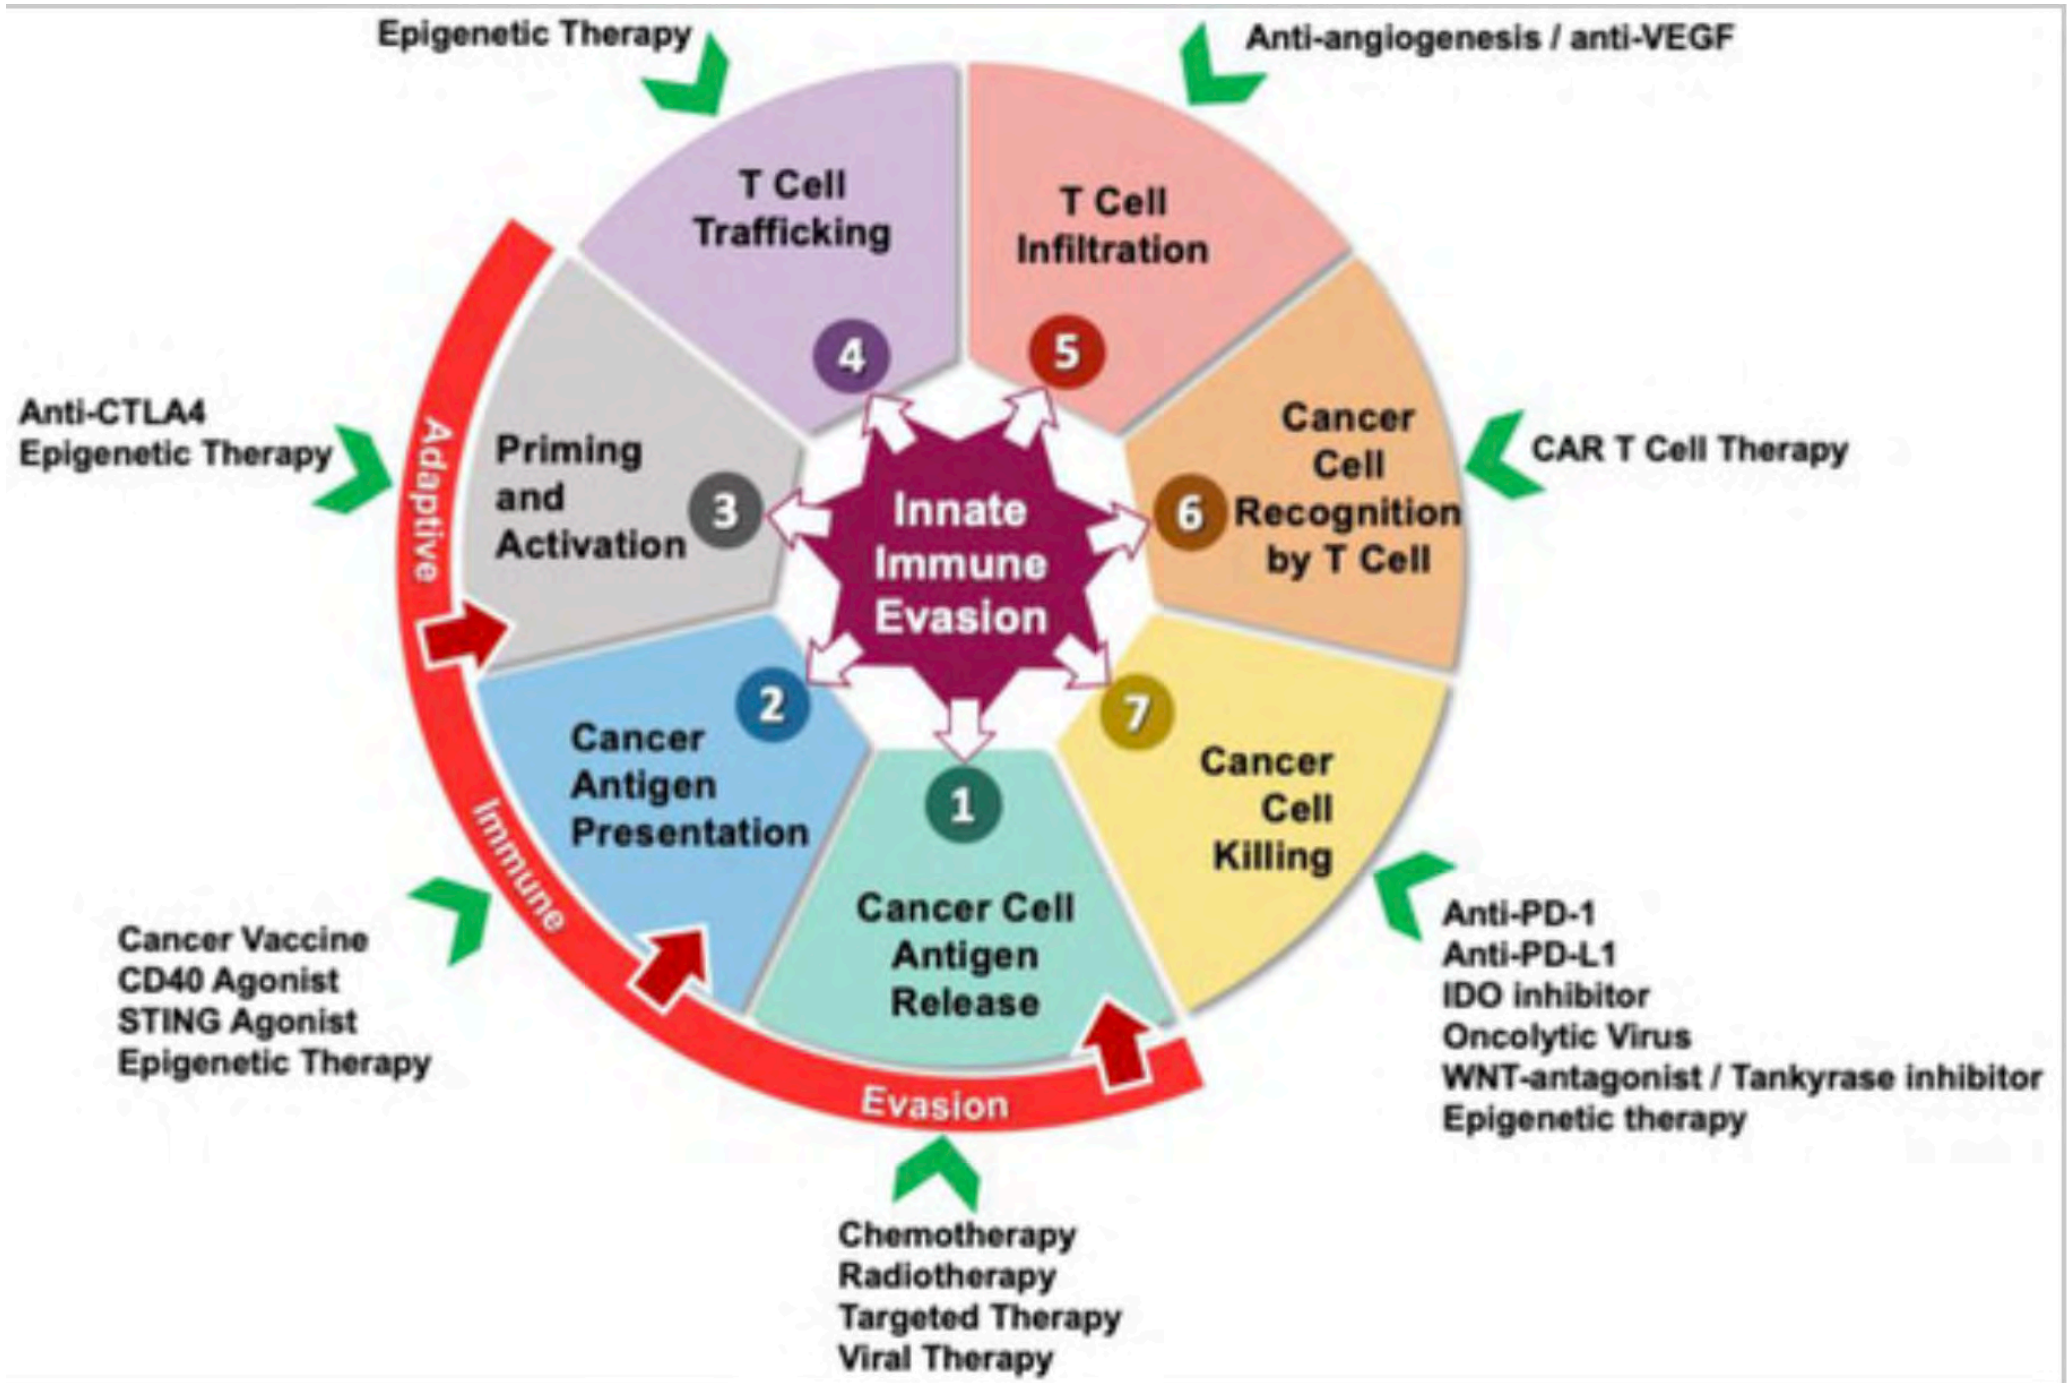 Epigenetic Therapy
Anti-angiogenesis / anti-VEGF
T Cell
Trafficking
4
T Cell
Infiltration
5
Anti-CTLA4
Epigenetic Therapy
Adaptive
Priming
and
Activation
3
Innate
Immune
Evasion
6
Cancer
Cell
Recognition
by T Cell
CAR T Cell Therapy
2
Cancer
Antigen
Presentation
Immune
1
Cancer Cell
Antigen
Release
7
Cancer
Cell
Killing
Cancer Vaccine
CD40 Agonist
STING Agonist
Epigenetic Therapy
Evasion
Anti-PD-1
Anti-PD-L1
IDO inhibitor
Oncolytic Virus
WNT-antagonist / Tankyrase inhibitor
Epigenetic therapy
Chemotherapy
Radiotherapy
Targeted Therapy
Viral Therapy